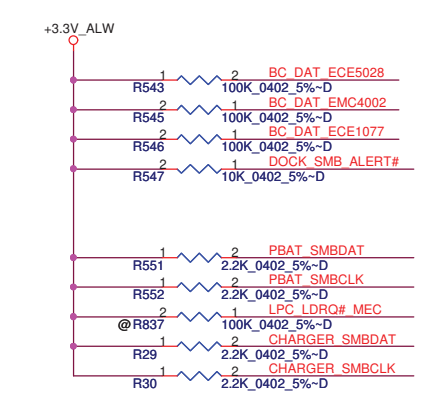 +3.3V_ALW
1 2 BC_DAT_ECE5028
R543 100K_0402_5%~D
2 1 BC_DAT_EMC4002
R545 100K_0402_5%~D
2 1 BC_DAT_ECE1077
R546 100K_0402_5%~D
2 1 DOCK_SMB_ALERT#
R547 10K_0402_5%~D
1 2 PBAT_SMBDAT
R551 2.2K_0402_5%~D
1 2 PBAT_SMBCLK
R552 2.2K_0402_5%~D
2 1 LPC_LDRQ#_MEC
@R837 100K_0402_5%~D
1 2 CHARGER_SMBDAT
R29 2.2K_0402_5%~D
1 2 CHARGER_SMBCLK
R30 2.2K_0402_5%~D